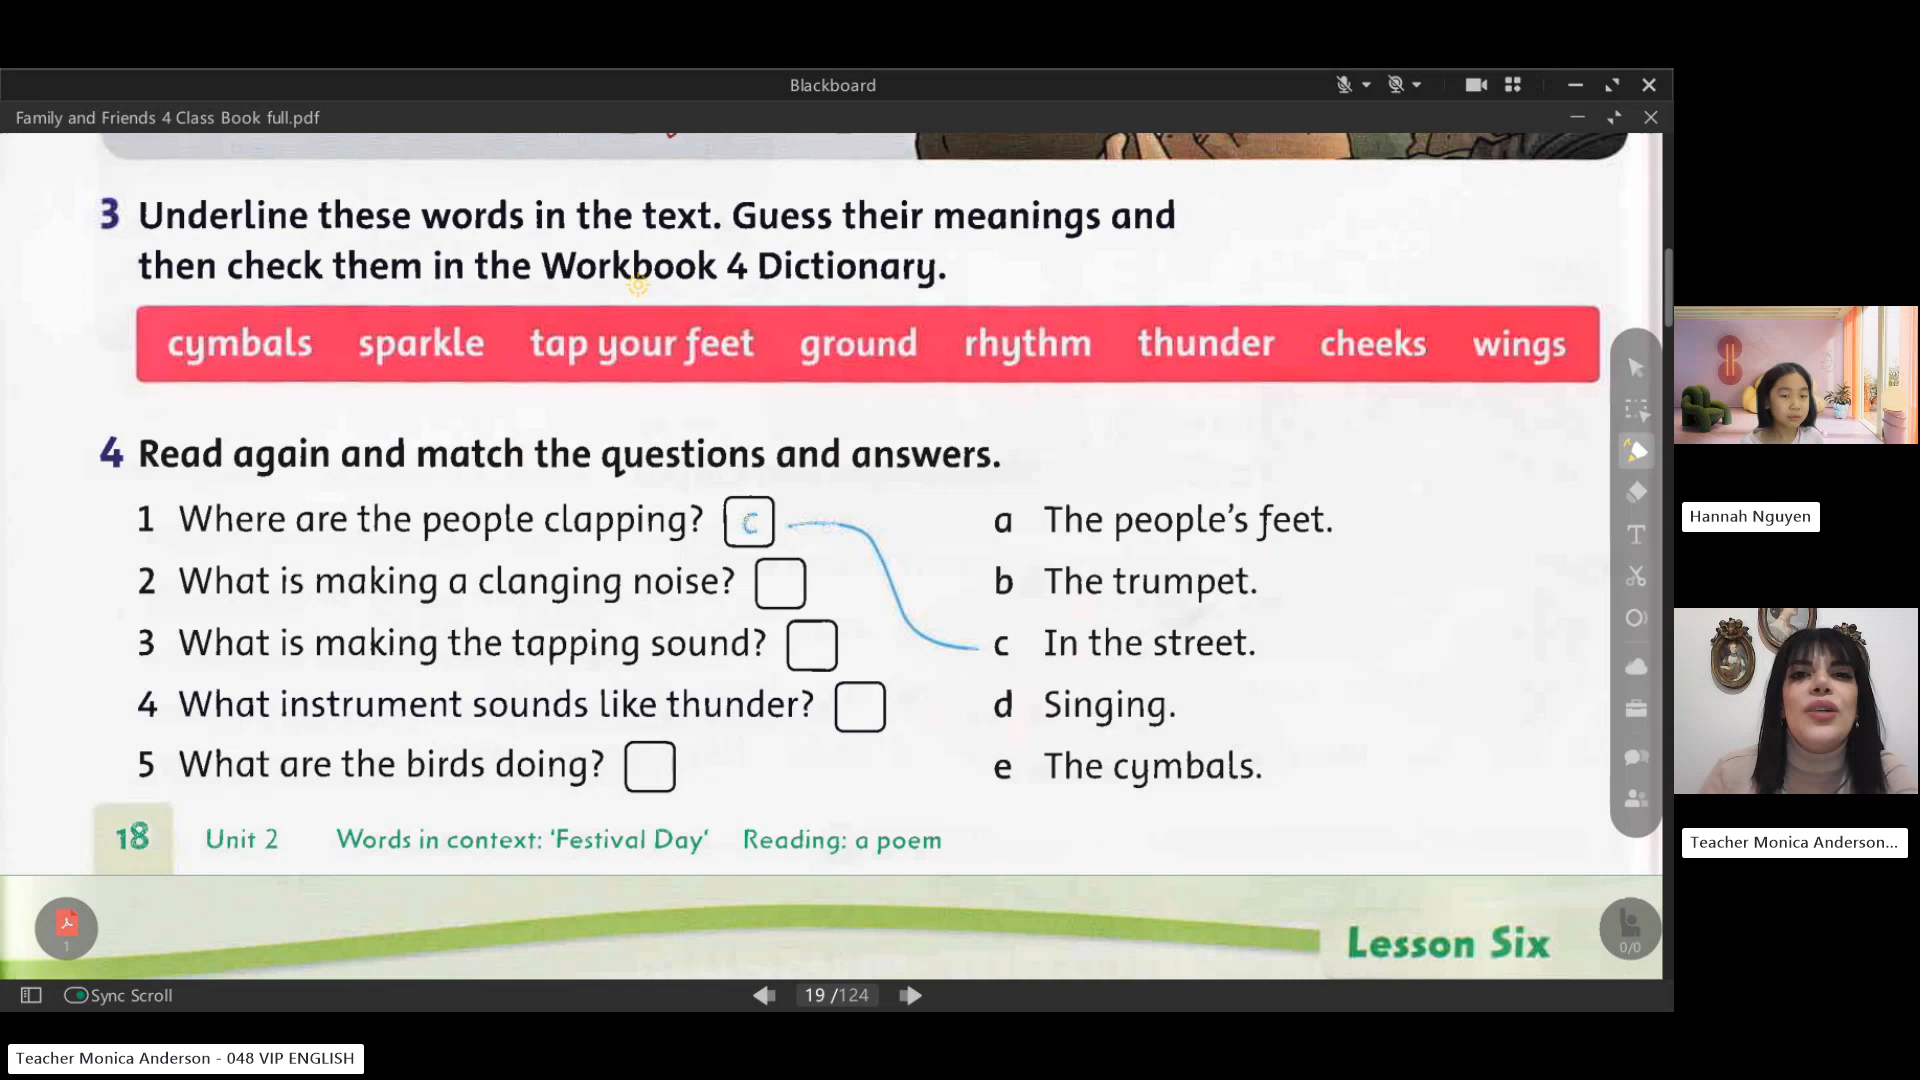 Blackboard
Family and Friends 4 Class Book full.pdf
3 Underline these words in the text. Guess their meanings and
then check them in the Workbook 4 Dictionary.
cymbals sparkle tap your feet ground rhythm thunder cheeks wings
4 Read again and match the questions and answers.
1 Where are the people clapping? c
2 What is making a clanging noise?
3 What is making the tapping sound?
4 What instrument sounds like thunder?
5 What are the birds doing?
a The people's feet.
b The trumpet.
c In the street.
d Singing.
e The cymbals.
18 Unit 2 Words in context: 'Festival Day' Reading: a poem
1
Lesson Six
0/0
Sync Scroll
19 /124
Hannah Nguyen
Teacher Monica Anderson...
Teacher Monica Anderson - 048 VIP ENGLISH